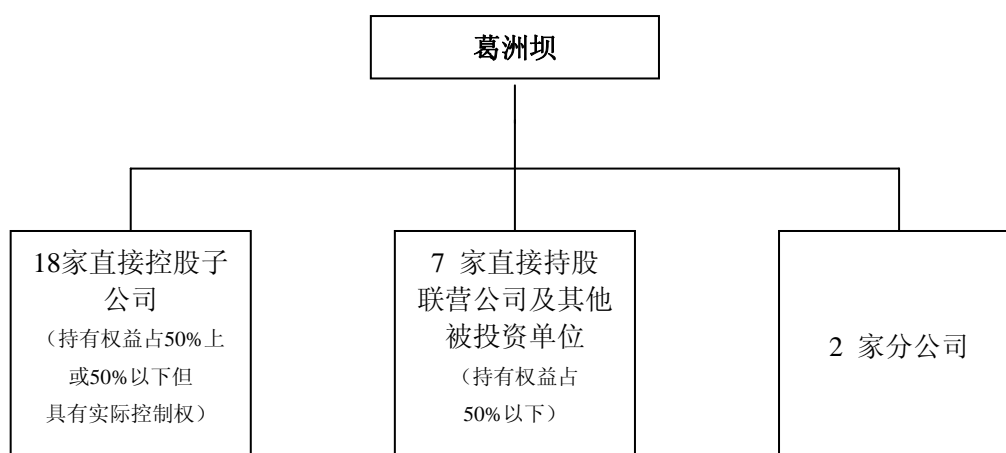 葛洲坝
18家直接控股子
公司
（持有权益占50%上
或50%以下但
具有实际控制权）
7 家直接持股
联营公司及其他
被投资单位
（持有权益占
50%以下）
2 家分公司